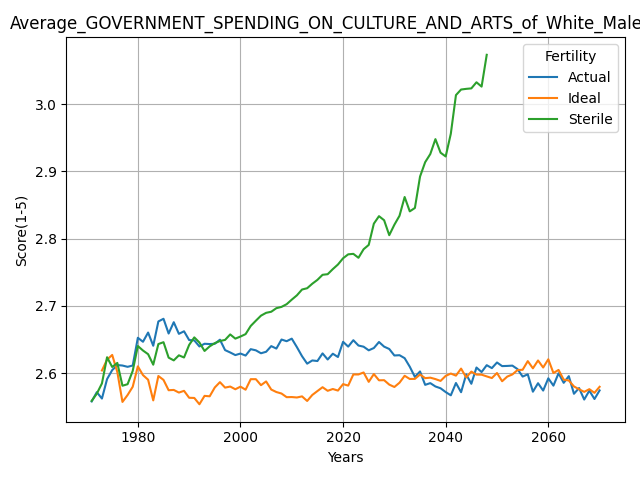 Average_GOVERNMENT_SPENDING_ON_CULTURE_AND_ARTS_of_White_Male
Fertility
Actual
Ideal
Sterile
Score(1-5)
3.0
2.9
2.8
2.7
2.6
1980 2000 2020 2040 2060
Years